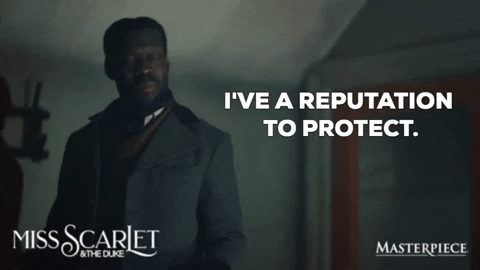 I'VE A REPUTATION
TO PROTECT.
MISS SCARLET
& THE DUKE
MASTERPIECE